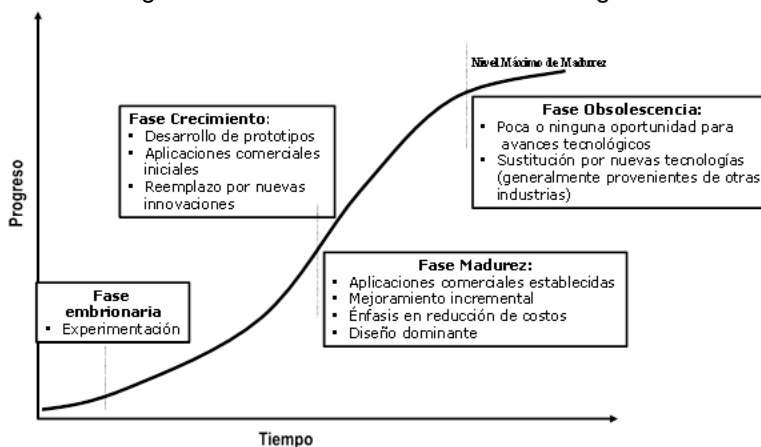 Nivel Máximo de Madurez
Fase Crecimiento:
▪ Desarrollo de prototipos
▪ Aplicaciones comerciales
iniciales
▪ Reemplazo por nuevas
innovaciones
Fase Obsolescencia:
▪ Poca o ninguna oportunidad para
avances tecnológicos
▪ Sustitución por nuevas tecnologías
(generalmente provenientes de otras
industrias)
Progreso
Fase Madurez:
▪ Aplicaciones comerciales establecidas
▪ Mejoramiento incremental
▪ Énfasis en reducción de costos
▪ Diseño dominante
Fase
embrionaria
▪ Experimentación
Tiempo